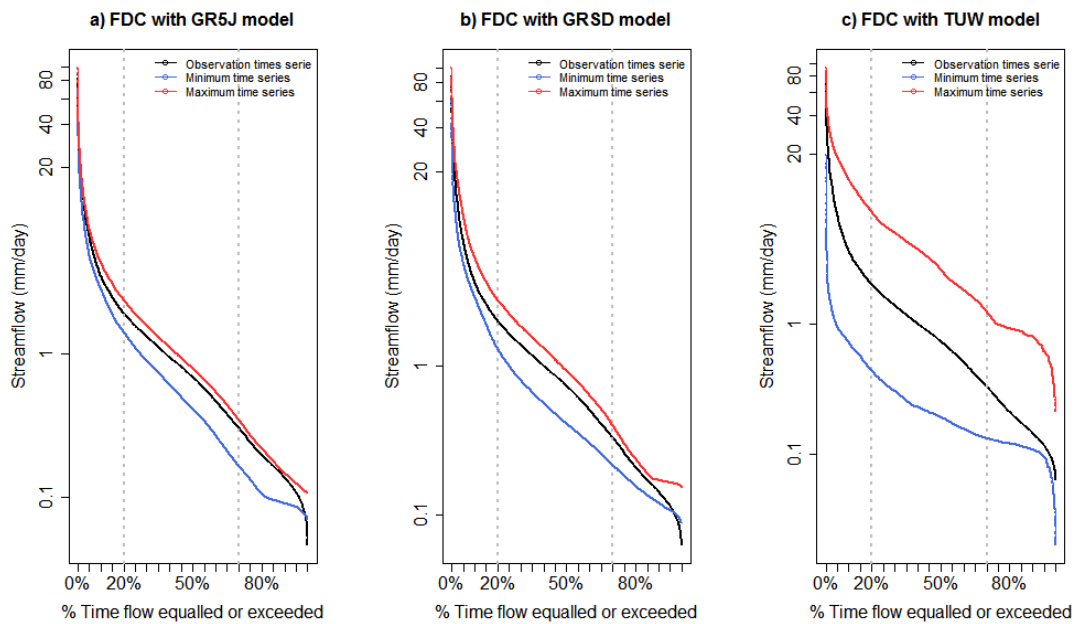 a) FDC with GR5J model
Observation times serie
Minimum time series
Maximum time series
Streamflow (mm/day)
80
40
20
1
0.1
0%
20%
50%
80%
% Time flow equalled or exceeded
b) FDC with GRSD model
Observation times serie
Minimum time series
Maximum time series
Streamflow (mm/day)
80
40
20
1
0.1
0%
20%
50%
80%
% Time flow equalled or exceeded
c) FDC with TUW model
Observation times serie
Minimum time series
Maximum time series
Streamflow (mm/day)
80
40
20
1
0.1
0%
20%
50%
80%
% Time flow equalled or exceeded